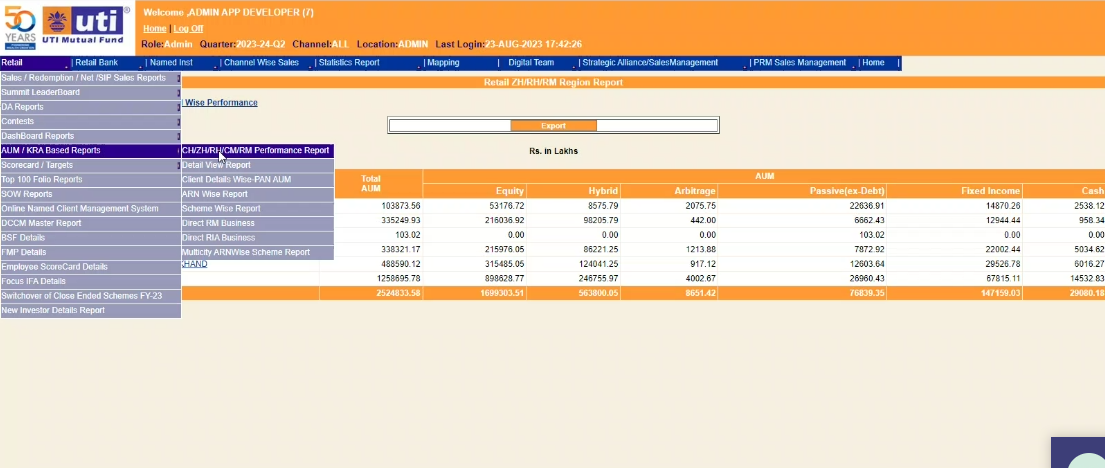 50 YEARS
uti
UTI Mutual Fund
Welcome ,ADMIN APP DEVELOPER (7)
Home | Log Off
Role:Admin Quarter:2023-24-Q2 Channel:ALL Location:ADMIN Last Login:23-AUG-2023 17:42:26
Retail | Retail Bank | Named Inst | Channel Wise Sales | Statistics Report | Mapping | Digital Team | Strategic Alliance/SalesManagement | PRM Sales Management | Home |
Sales / Redemption / Net /SIP Sales Reports
Summit LeaderBoard
DA Reports
Contests
DashBoard Reports
AUM / KRA Based Reports
Scorecard / Targets
Top 100 Folio Reports
SOW Reports
Online Named Client Management System
DCCM Master Report
BSF Details
FMP Details
Employee ScoreCard Details
Focus IFA Details
Switchover of Close Ended Schemes FY-23
New Investor Details Report
CH/ZH/RH/CM/RM Performance Report
Detail View Report
Client Details Wise-PAN AUM
ARN Wise Report
Scheme Wise Report
Direct RM Business
Direct RIA Business
Multicity ARNWise Scheme Report
Retail ZH/RH/RM Region Report
Wise Performance
Export
Rs. in Lakhs
Total AUM
AUM
Equity Hybrid Arbitrage Passive(ex-Debt) Fixed Income Cash
103873.56 53176.72 8575.79 2075.75 22636.91 14870.26 2538.12
335249.93 216036.92 98205.79 442.00 6662.43 12944.44 958.34
103.02 0.00 0.00 0.00 103.02 0.00 0.00
338321.17 215976.05 86221.25 1213.88 7872.92 22002.44 5034.62
KHAND 488590.12 315485.05 124041.25 917.12 12603.64 29526.78 6016.27
1258695.78 898628.77 246755.97 4002.67 26960.43 67815.11 14532.83
2524833.58 1699303.51 563800.05 8651.42 76839.35 147159.03 29080.18